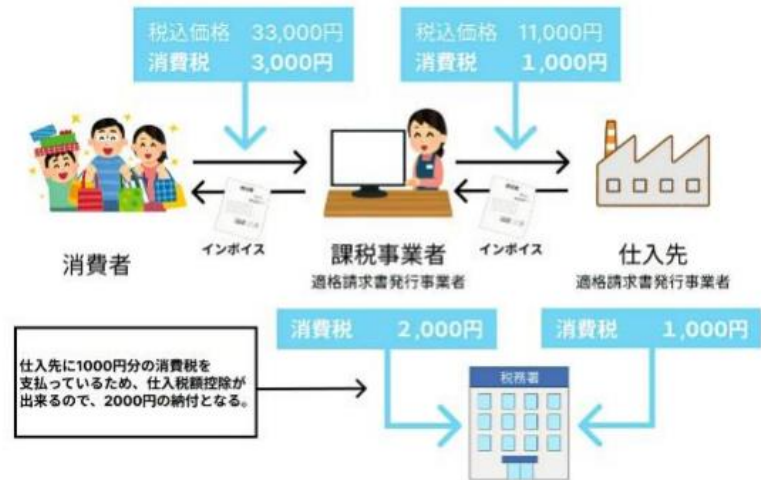 税込価格 33,000円
消費税 3,000円
税込価格 11,000円
消費税 1,000円
インボイス
インボイス
消費者
課税事業者
適格請求書発行事業者
仕入先
適格請求書発行事業者
消費税 2,000円
消費税 1,000円
仕入先に1000円分の消費税を
支払っているため、仕入税額控除が
出来るので、2000円の納付となる。
税務署